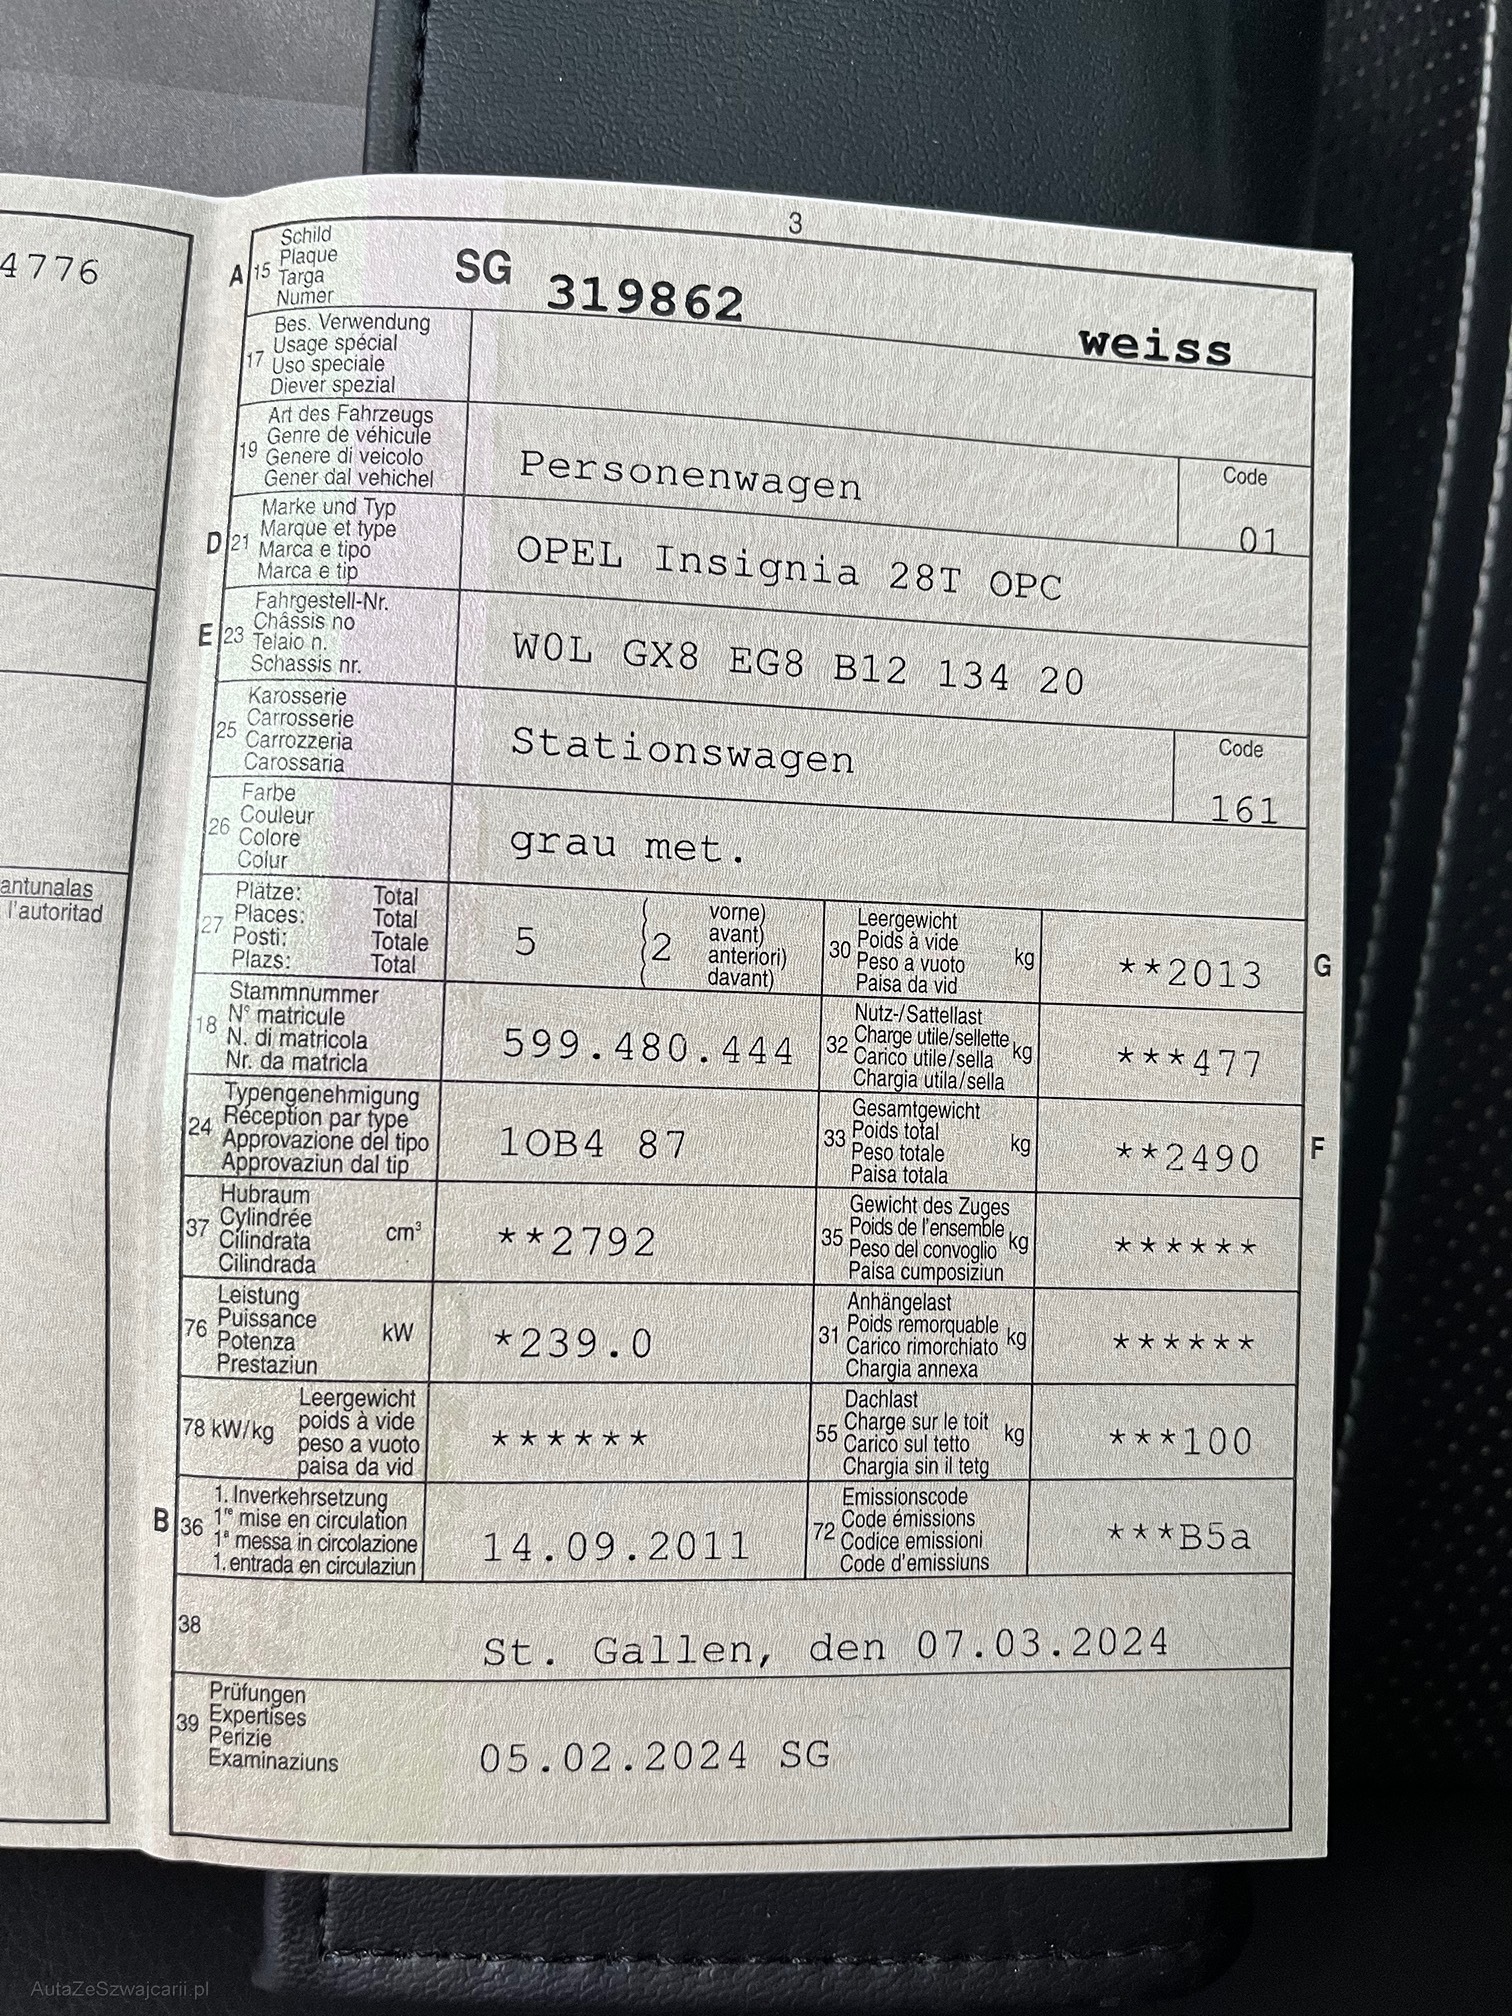 4776
antunalas
l'autoritad
3
A 15 Schild
Plaque
Targa
Numer
SG 319862
weiss
17 Bes. Verwendung
Usage spécial
Uso speciale
Diever spezial
19 Art des Fahrzeugs
Genre de véhicule
Genere di veicolo
Gener dal vehichel
Personenwagen
Code
01
D 21 Marke und Typ
Marque et type
Marca e tipo
Marca e tip
OPEL Insignia 28T OPC
E 23 Fahrgestell-Nr.
Châssis no
Telaio n.
Schassis nr.
W0L GX8 EG8 B12 134 20
25 Karosserie
Carrosserie
Carrozzeria
Carossaria
Stationswagen
Code
161
26 Farbe
Couleur
Colore
Colur
grau met.
27 Plätze: Total
Places: Total
Posti: Totale
Plazs: Total
5
2
vorne)
avant)
anteriori)
davant)
30 Leergewicht
Poids à vide
Peso a vuoto
Paisa da vid
kg
**2013
G
18 Stammnummer
N° matricule
N. di matricola
Nr. da matricla
599.480.444
32 Nutz-/Sattellast
Charge utile/sellette
Carico utile/sella
Chargia utila/sella
kg
***477
24 Typengenehmigung
Réception par type
Approvazione del tipo
Approvaziun dal tip
1OB4 87
33 Gesamtgewicht
Poids total
Peso totale
Paisa totala
kg
**2490
F
37 Hubraum
Cylindrée
Cilindrata
Cilindrada
cm³
**2792
35 Gewicht des Zuges
Poids de l'ensemble
Peso del convoglio
Paisa cumposiziun
kg
******
76 Leistung
Puissance
Potenza
Prestaziun
kW
*239.0
31 Anhängelast
Poids remorquable
Carico rimorchiato
Chargia annexa
kg
******
78 kW/kg
Leergewicht
poids à vide
peso a vuoto
paisa da vid
******
55 Dachlast
Charge sur le toit
Carico sul tetto
Chargia sin il tetg
kg
***100
B 36 1. Inverkehrsetzung
1re mise en circulation
1a messa in circolazione
1. entrada en circulaziun
14.09.2011
72 Emissionscode
Code émissions
Codice emissioni
Code d'emissiuns
***B5a
38
St. Gallen, den 07.03.2024
39 Prüfungen
Expertises
Perizie
Examinaziuns
05.02.2024 SG
AutaZeSzwajcarii.pl